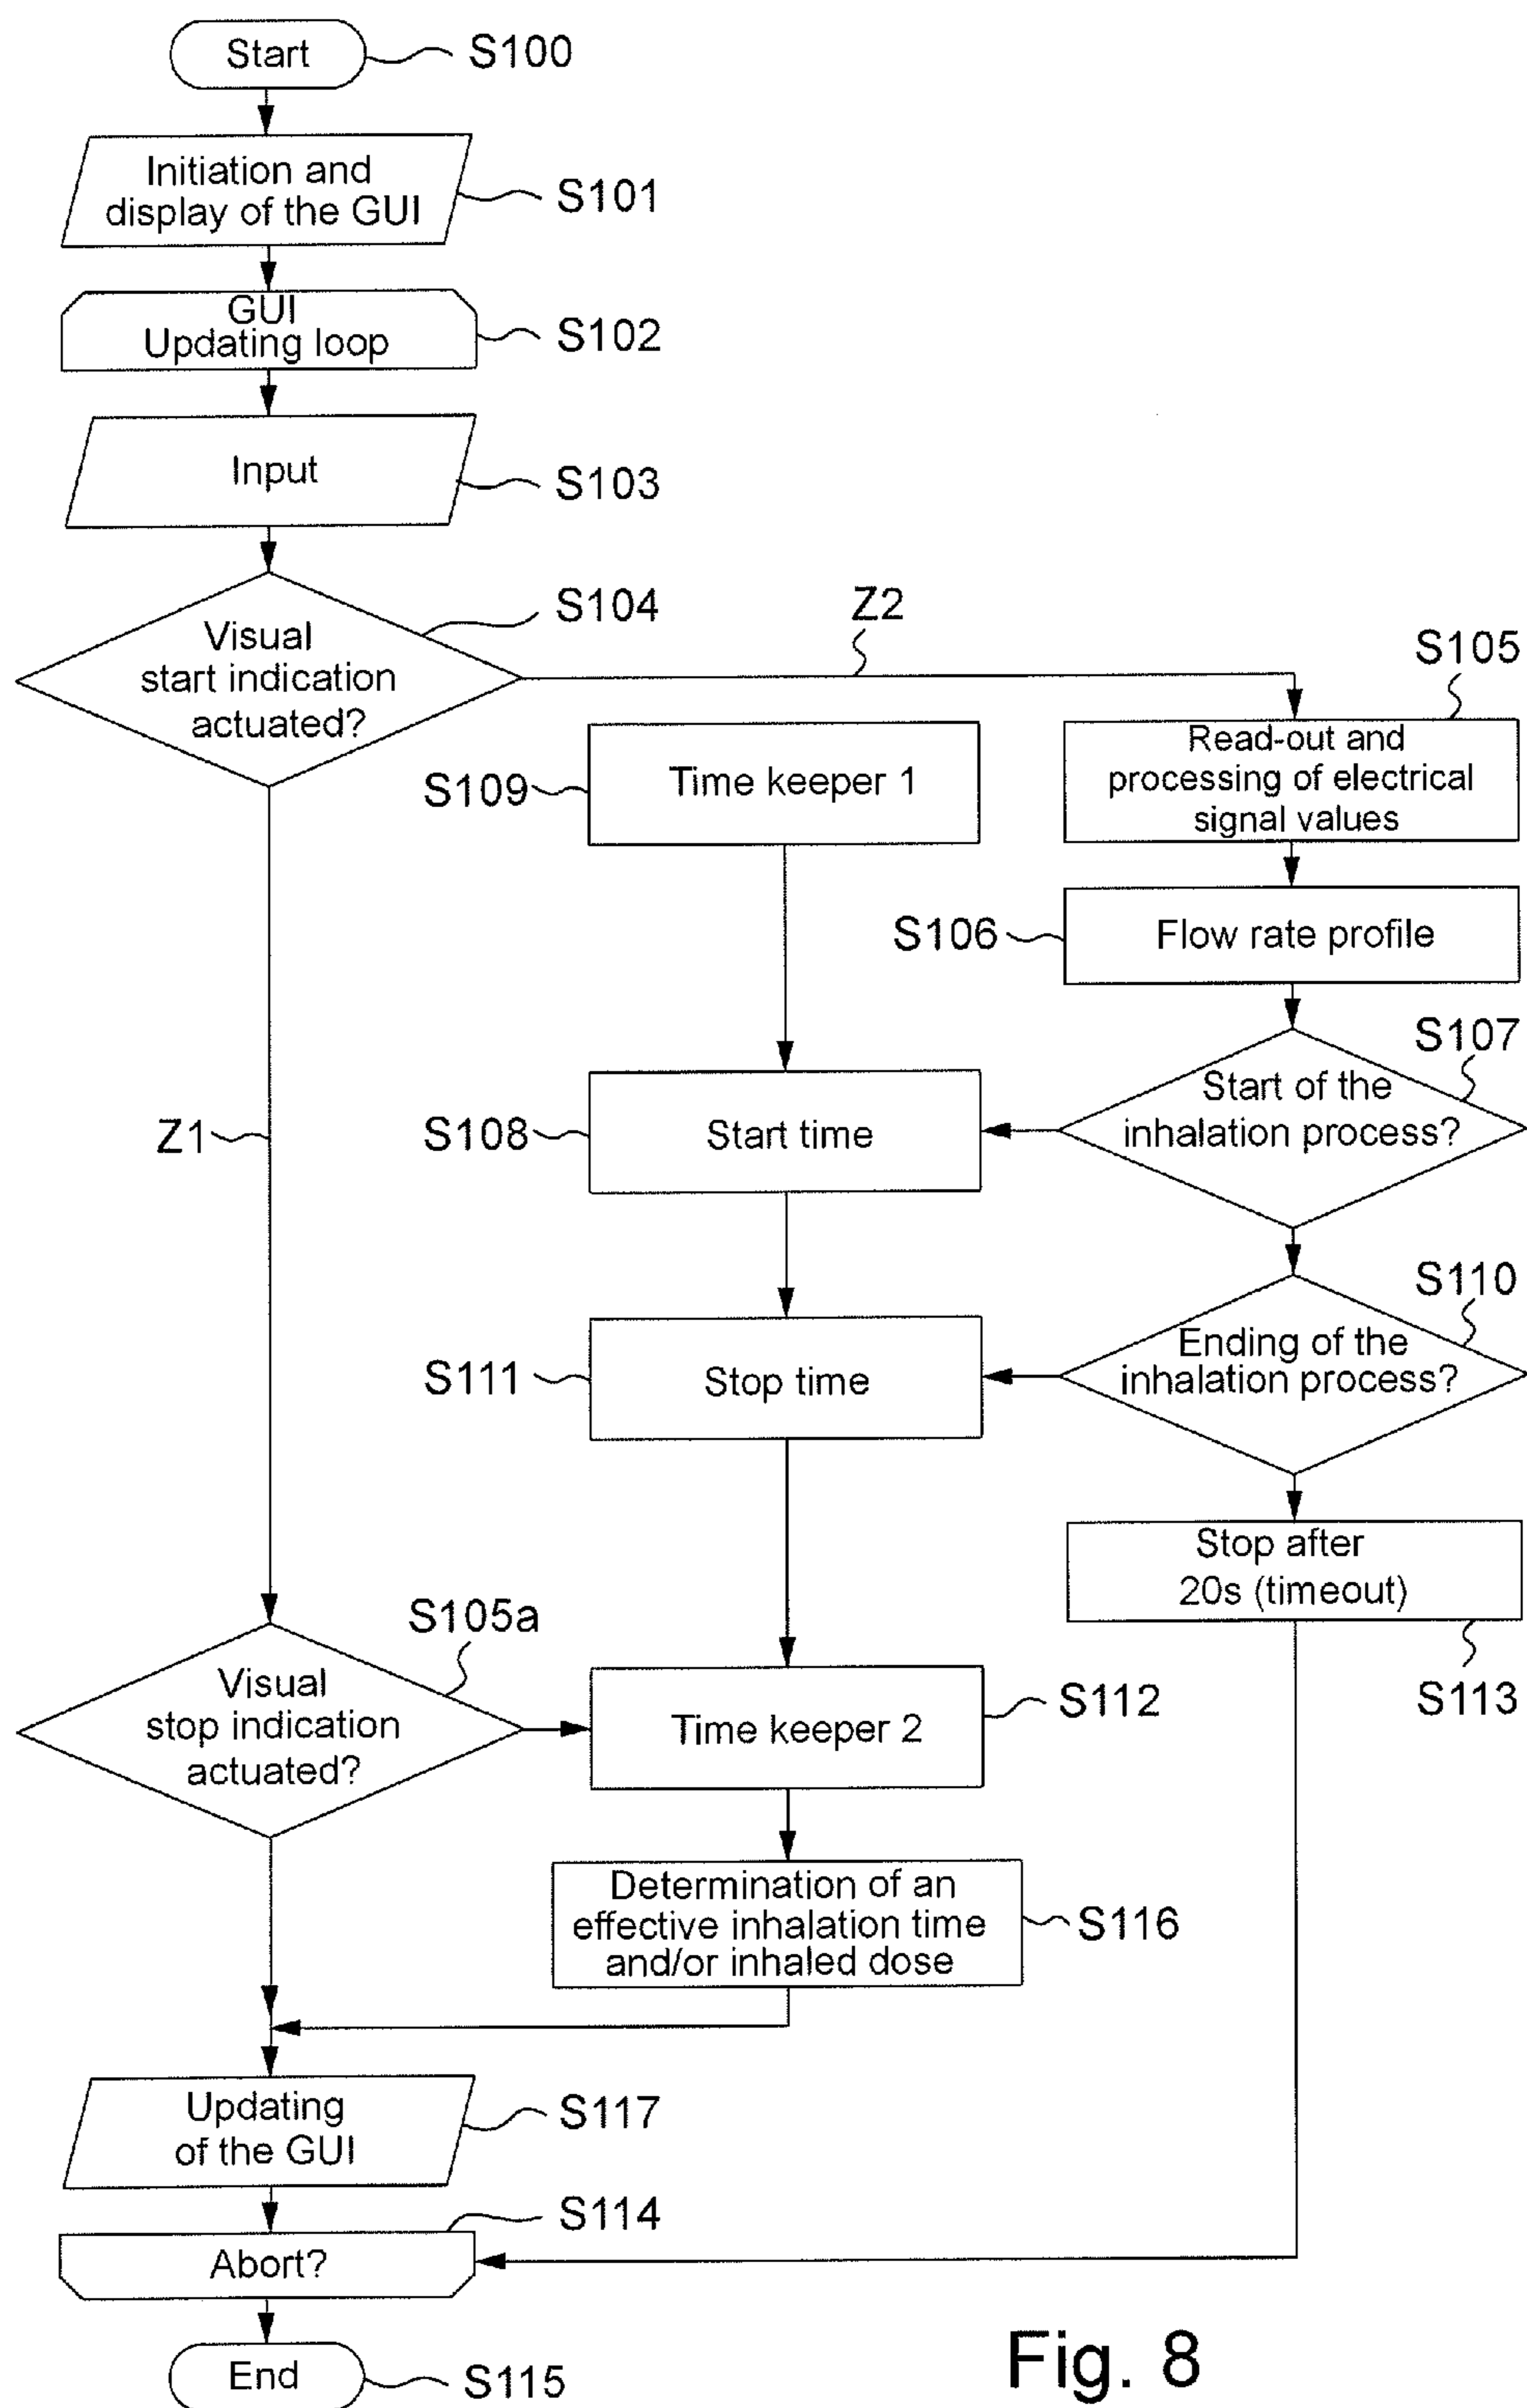 Start
S100
Initiation and
display of the GUI
S101
GUI
Updating loop
S102
Input
S103
Visual
start indication
actuated?
S104
Z2
S105
Read-out and
processing of electrical
signal values
S109
Time keeper 1
S106
Flow rate profile
S107
Start of the
inhalation process?
Z1
S108
Start time
S110
Ending of the
inhalation process?
S111
Stop time
Stop after
20s (timeout)
S113
S105a
Visual
stop indication
actuated?
Time keeper 2
S112
Determination of an
effective inhalation time
and/or inhaled dose
S116
Updating
of the GUI
S117
S114
Abort?
End
S115
Fig. 8